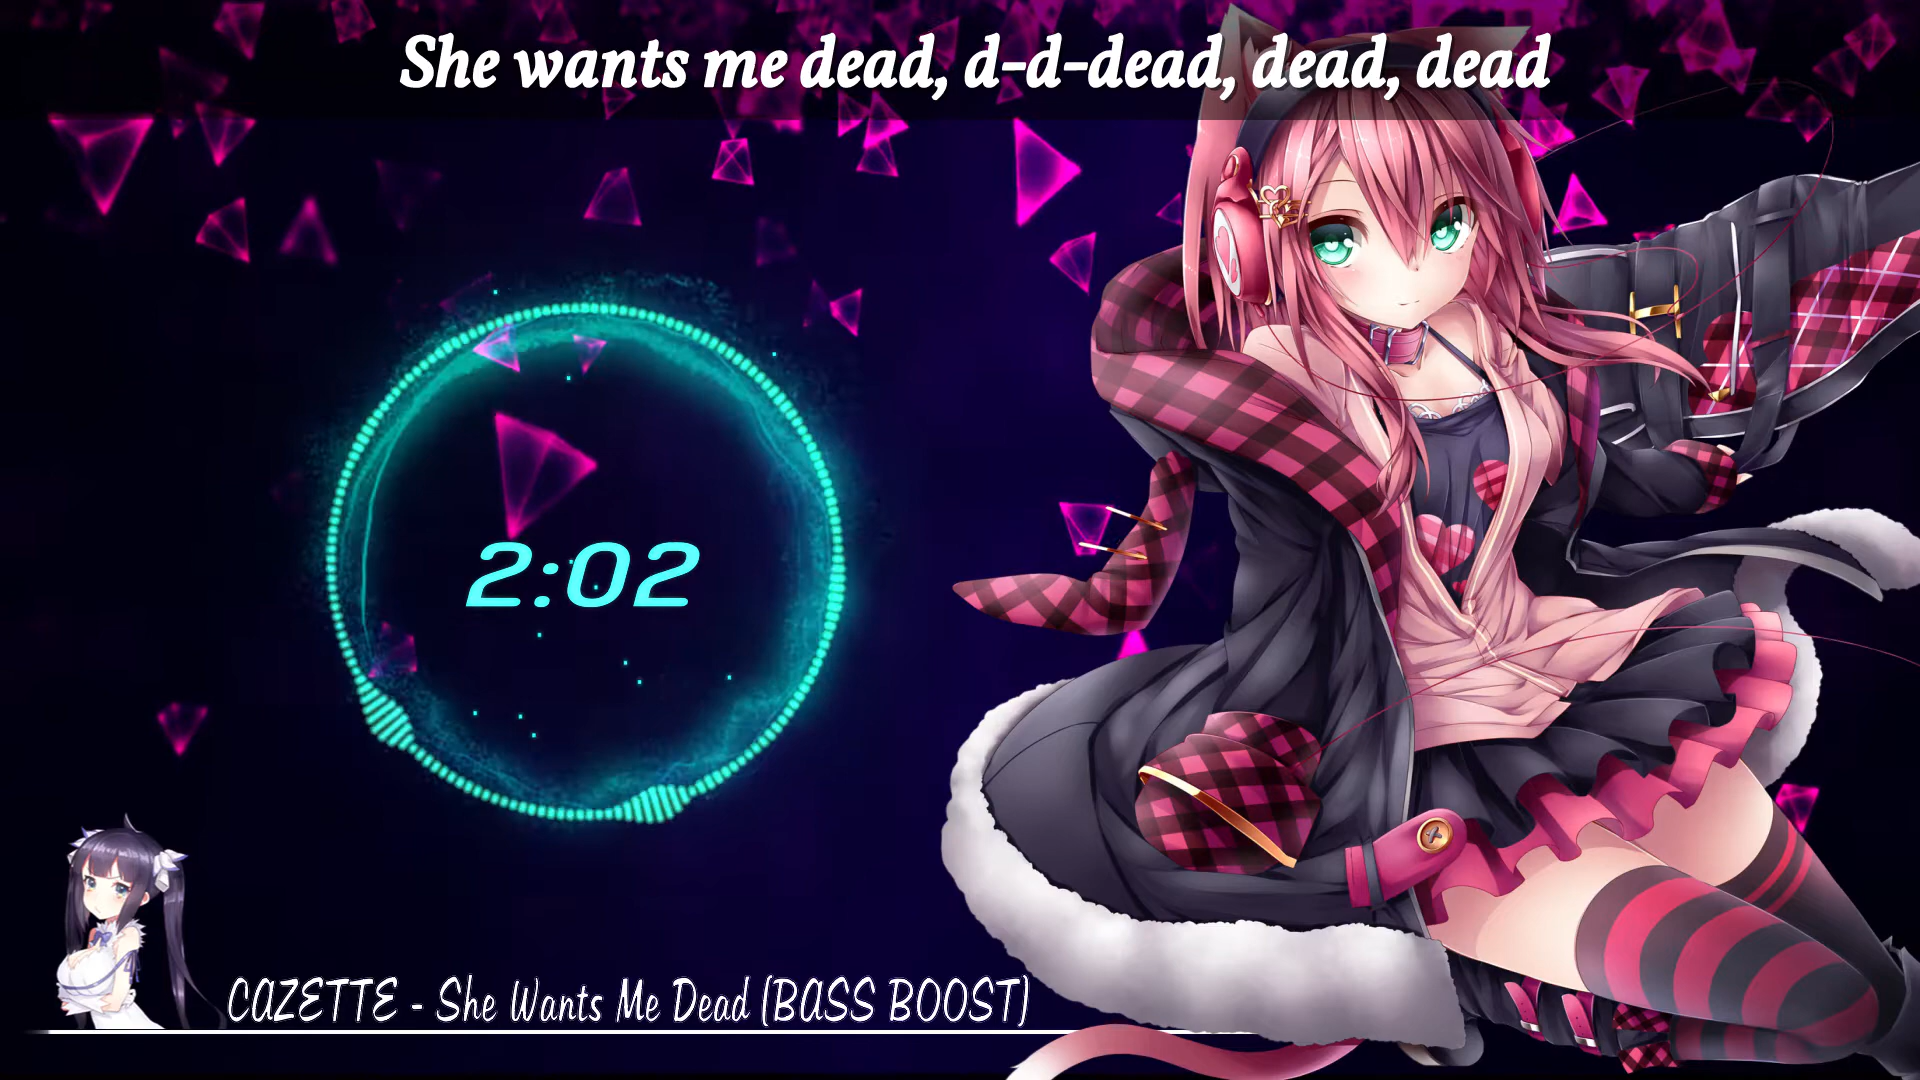 She wants me dead, d-d-dead, dead, dead
2:02
CAZETTE - She Wants Me Dead (BASS BOOST)